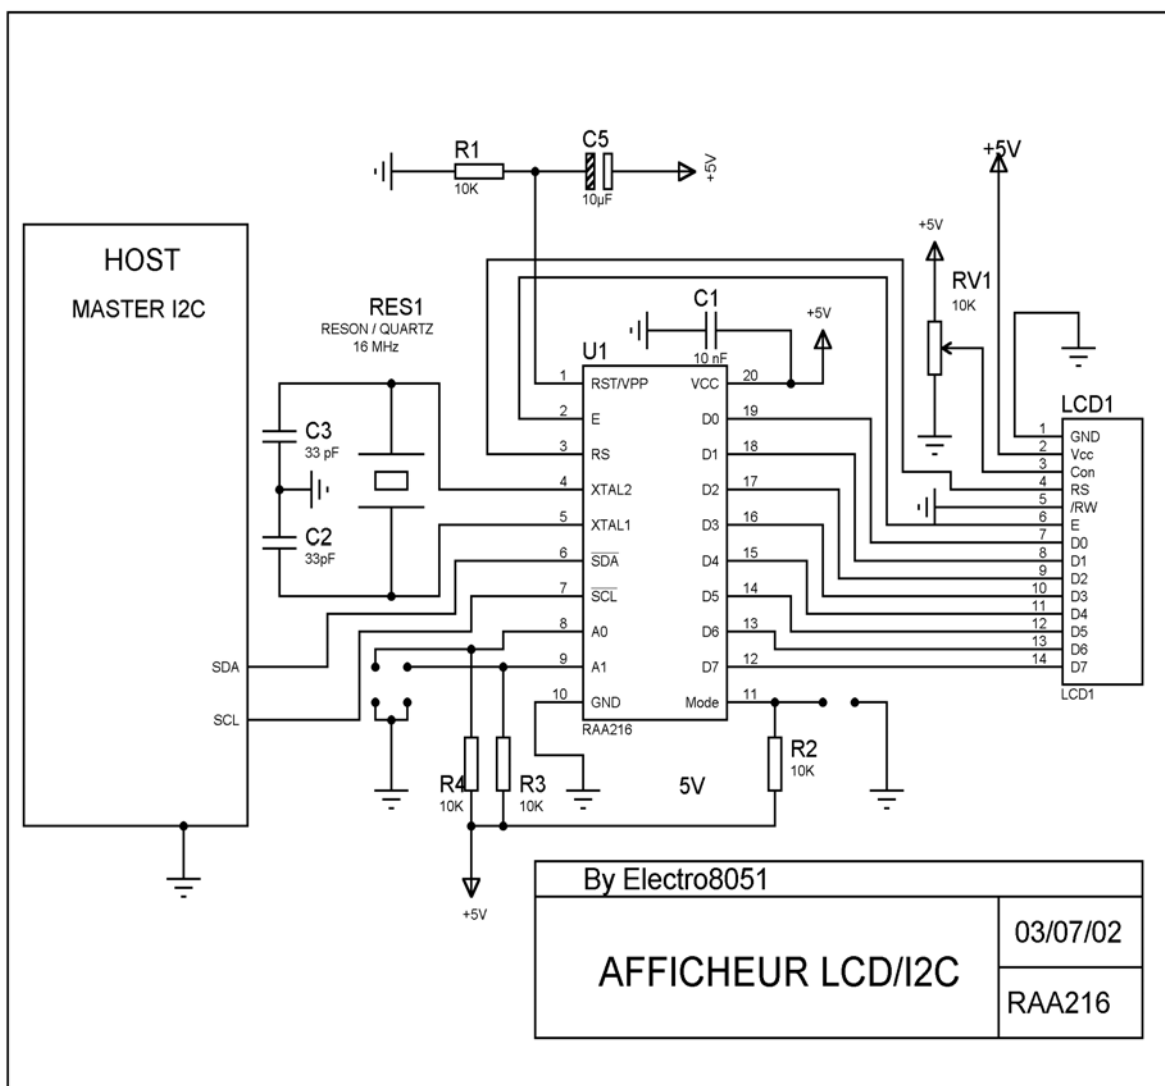 R1
10K
C5
10µF
+5V
+5V
HOST
MASTER I2C
SDA
SCL
RES1
RESON / QUARTZ
16 MHz
C3
33 pF
C2
33pF
C1
10 nF
+5V
+5V
RV1
10K
U1
1 RST/VPP VCC 20
2 E D0 19
3 RS D1 18
4 XTAL2 D2 17
5 XTAL1 D3 16
6 SDA D4 15
7 SCL D5 14
8 A0 D6 13
9 A1 D7 12
10 GND Mode 11
RAA216
LCD1
1 GND
2 Vcc
3 Con
4 RS
5 /RW
6 E
7 D0
8 D1
9 D2
10 D3
11 D4
12 D5
13 D6
14 D7
LCD1
R4
10K
R3
10K
5V
R2
10K
+5V
By Electro8051
AFFICHEUR LCD/I2C
03/07/02
RAA216